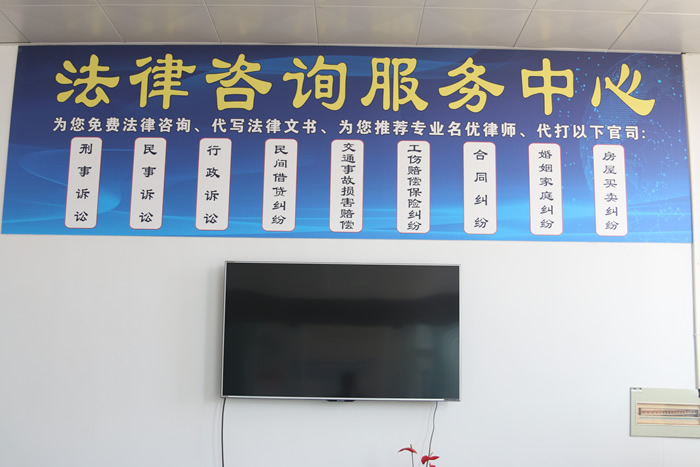 法律咨询服务中心
为您免费法律咨询、代写法律文书、为您推荐专业名优律师、代打以下官司:
刑事诉讼
民事诉讼
行政诉讼
民间借贷纠纷
交通事故损害赔偿
工伤赔偿保险纠纷
合同纠纷
婚姻家庭纠纷
房屋买卖纠纷